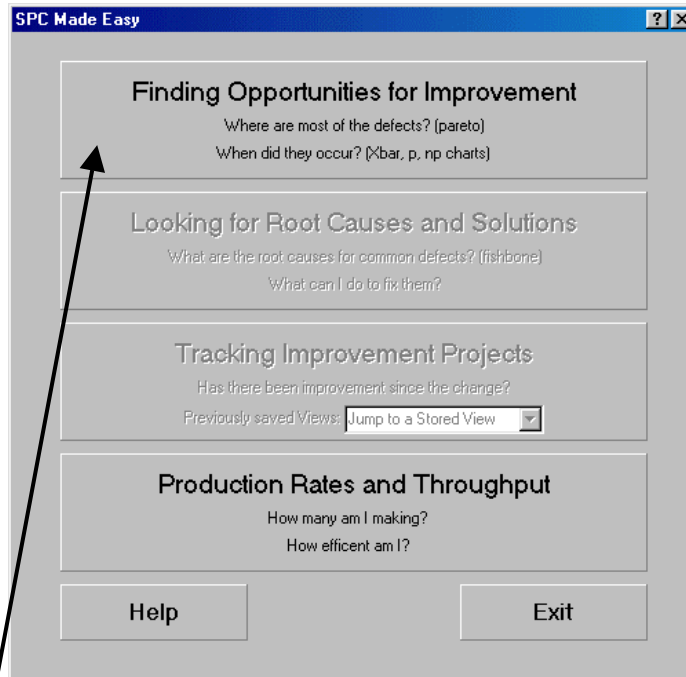 SPC Made Easy
Finding Opportunities for Improvement
Where are most of the defects? (pareto)
When did they occur? (Xbar, p, np charts)
Looking for Root Causes and Solutions
What are the root causes for common defects? (fishbone)
What can I do to fix them?
Tracking Improvement Projects
Has there been improvement since the change?
Previously saved Views: Jump to a Stored View
Production Rates and Throughput
How many am I making?
How efficent am I?
Help
Exit